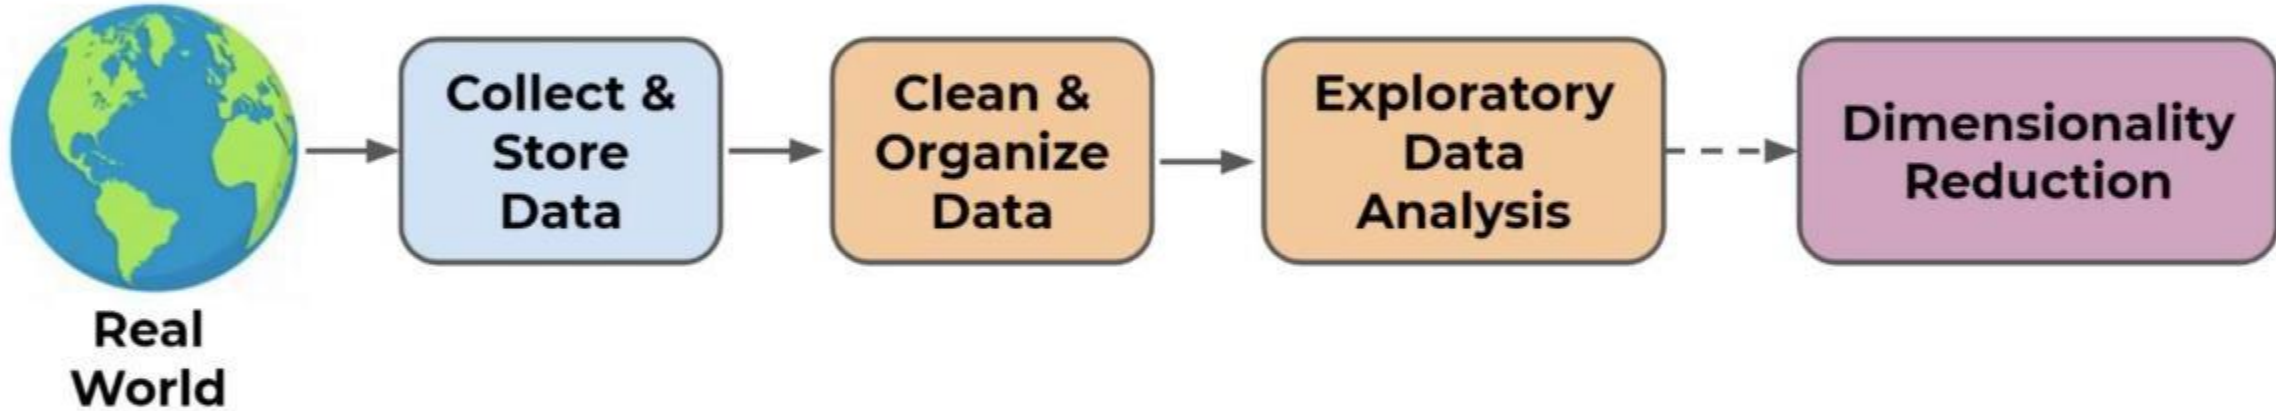 Real
World
Collect &
Store
Data
Clean &
Organize
Data
Exploratory
Data
Analysis
Dimensionality
Reduction